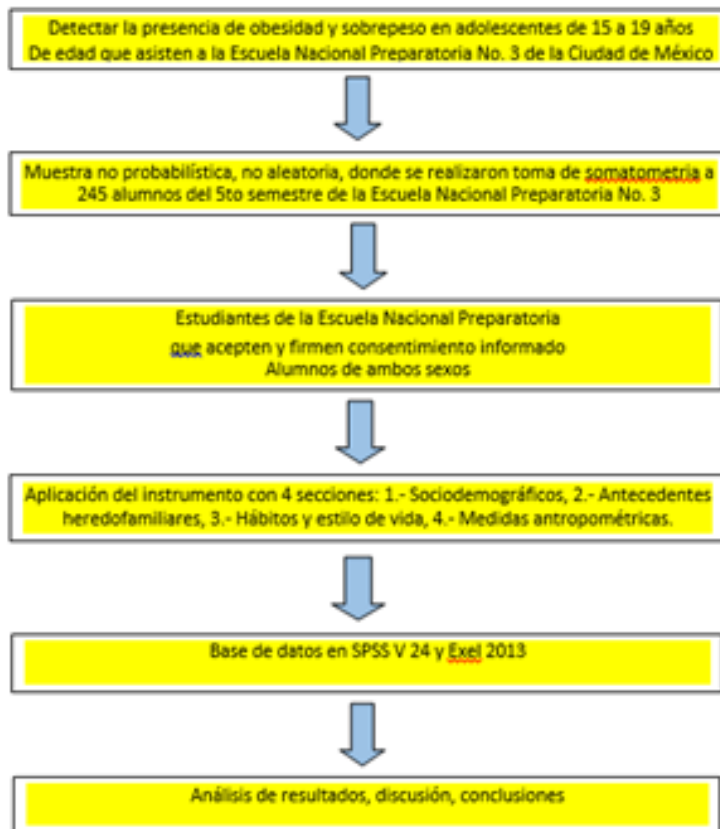 Detectar la presencia de obesidad y sobrepeso en adolescentes de 15 a 19 años
De edad que asisten a la Escuela Nacional Preparatoria No. 3 de la Ciudad de México
Muestra no probabilística, no aleatoria, donde se realizaron toma de somatometria a
245 alumnos del 5to semestre de la Escuela Nacional Preparatoria No. 3
Estudiantes de la Escuela Nacional Preparatoria
que acepten y firmen consentimiento informado
Alumnos de ambos sexos
Aplicación del instrumento con 4 secciones: 1.- Sociodemográficos, 2.- Antecedentes
heredofamiliares, 3.- Hábitos y estilo de vida, 4.- Medidas antropométricas.
Base de datos en SPSS V 24 y Exel 2013
Análisis de resultados, discusión, conclusiones